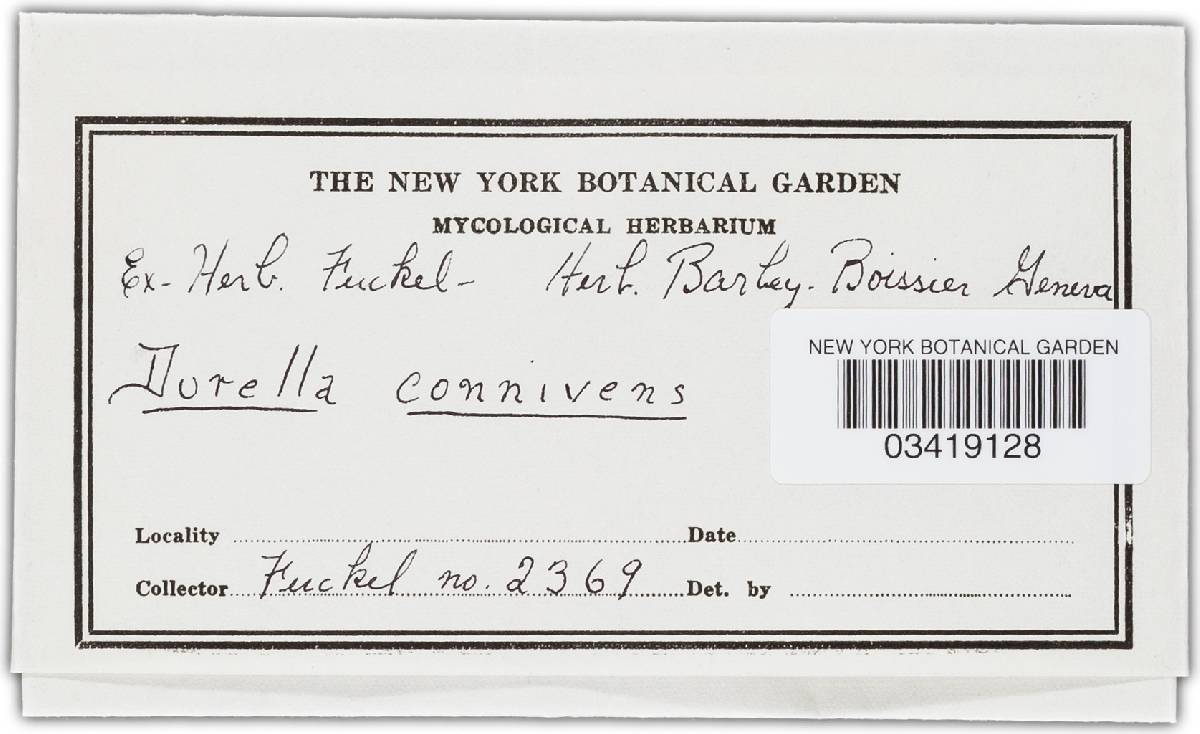 THE NEW YORK BOTANICAL GARDEN
MYCOLOGICAL HERBARIUM
Ex-Herb. Fuckel- Herb. Barbey-Boissier Geneva
NEW YORK BOTANICAL GARDEN
03419128
Durella connivens
Locality Date
Collector Fuckel no. 2369 Det. by